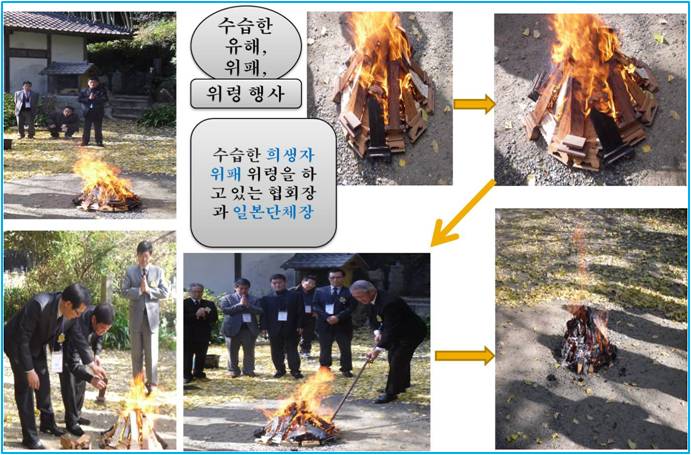 수습한
유해,
위패,
위령 행사
수습한 희생자
위패 위령을 하
고 있는 협회장
과 일본단체장